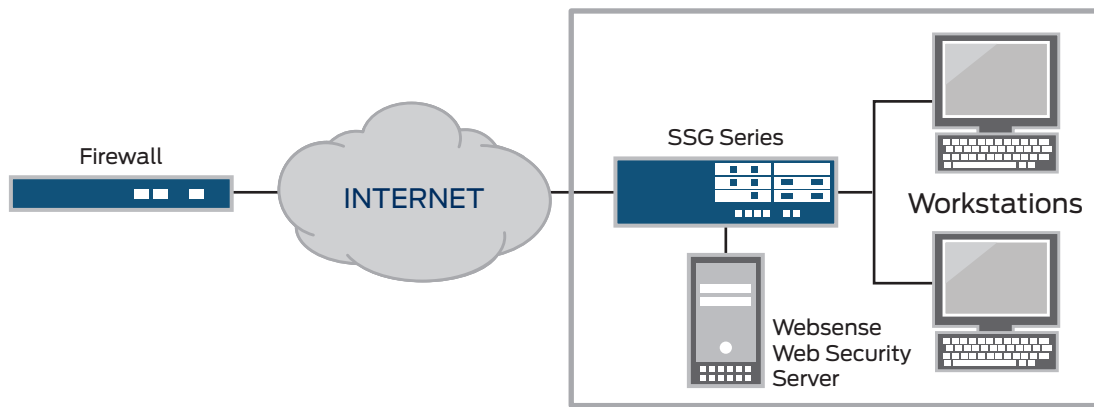 Firewall
INTERNET
SSG Series
Workstations
Websense
Web Security
Server